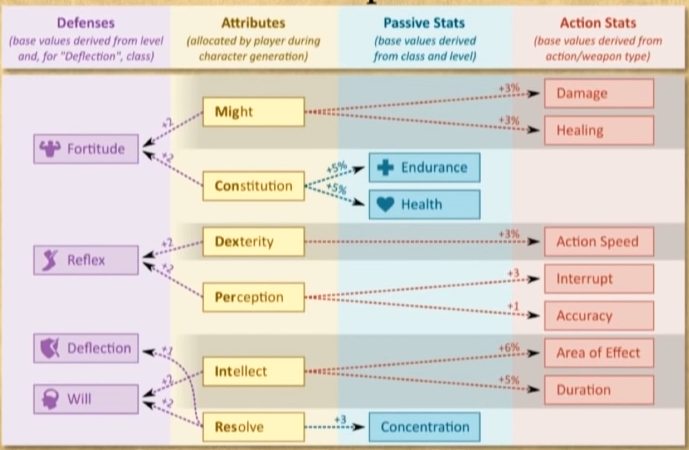 Defenses
(base values derived from level
and, for "Deflection", class)
Attributes
(allocated by player during
character generation)
Passive Stats
(base values derived
from class and level)
Action Stats
(base values derived from
action/weapon type)
+3%
Damage
Might
+2
+3%
Healing
Fortitude
+2
+5%
Endurance
Constitution
+5%
Health
Dexterity
+2
+3%
Action Speed
Reflex
+2
+3
Interrupt
Perception
+1
Accuracy
Deflection
+1
+6%
Area of Effect
Intellect
+2
+5%
Duration
Will
+2
Resolve
+3
Concentration